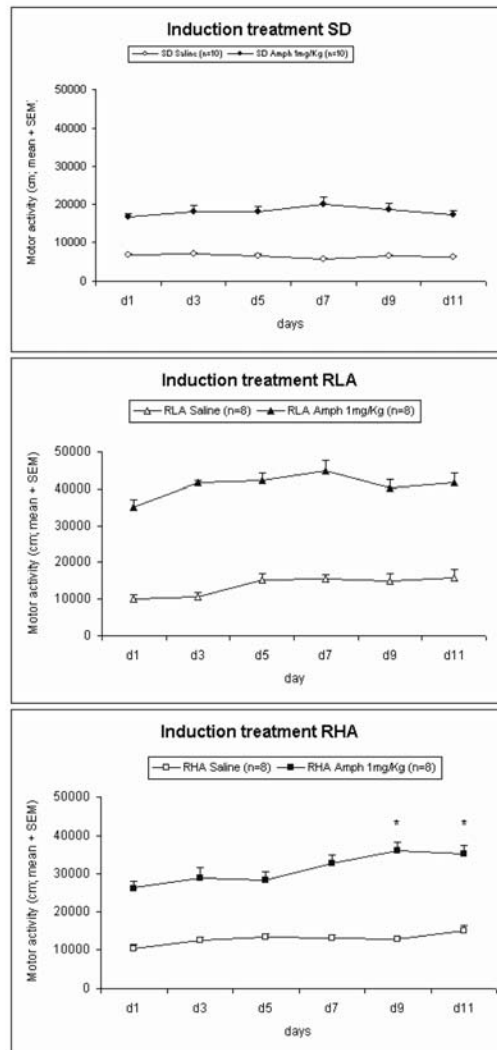 Induction treatment SD
SD Saline (n=10) SD Amph 1mg/Kg (n=10)
Motor activity (cm; mean + SEM)
50000
40000
30000
20000
10000
0
d1 d3 d5 d7 d9 d11
days
Induction treatment RLA
RLA Saline (n=8) RLA Amph 1mg/Kg (n=8)
Motor activity (cm; mean + SEM)
50000
40000
30000
20000
10000
0
d1 d3 d5 d7 d9 d11
day
Induction treatment RHA
RHA Saline (n=8) RHA Amph 1mg/Kg (n=8)
Motor activity (cm; mean + SEM)
50000
40000
30000
20000
10000
0
* *
d1 d3 d5 d7 d9 d11
days